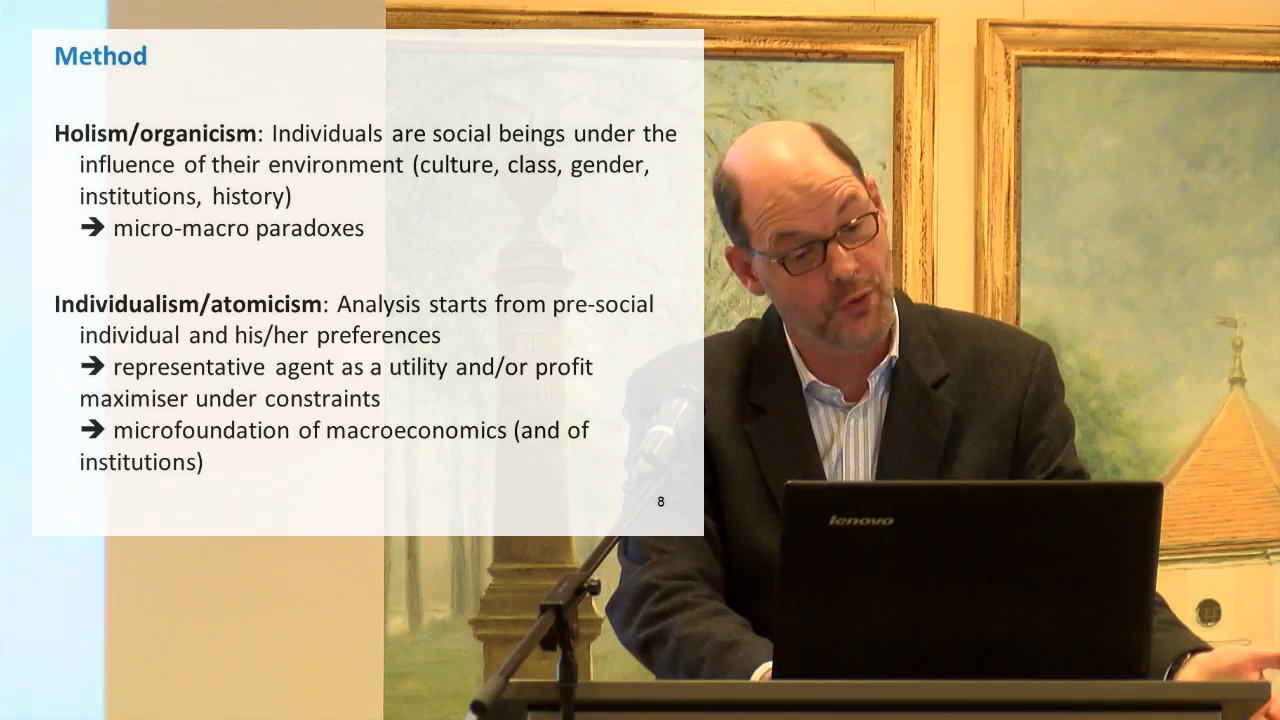 Method
Holism/organicism: Individuals are social beings under the
influence of their environment (culture, class, gender,
institutions, history)
➔ micro-macro paradoxes
Individualism/atomicism: Analysis starts from pre-social
individual and his/her preferences
➔ representative agent as a utility and/or profit
maximiser under constraints
➔ microfoundation of macroeconomics (and of
institutions)
8
lenovo